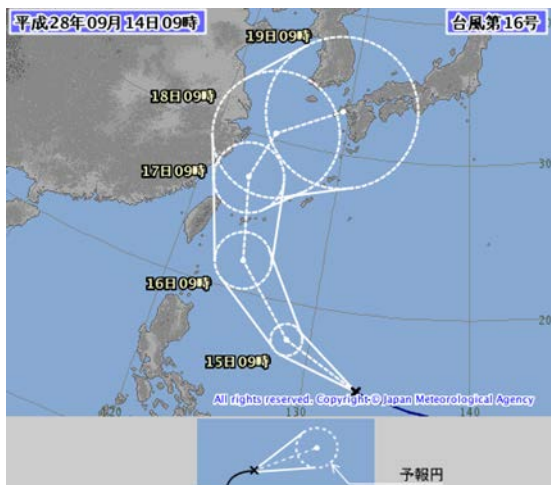 平成28年09月14日09時
台風第16号
19日09時
18日09時
17日09時
16日09時
15日09時
30
20
120
130
140
All rights reserved. Copyright © Japan Meteorological Agency
予報円